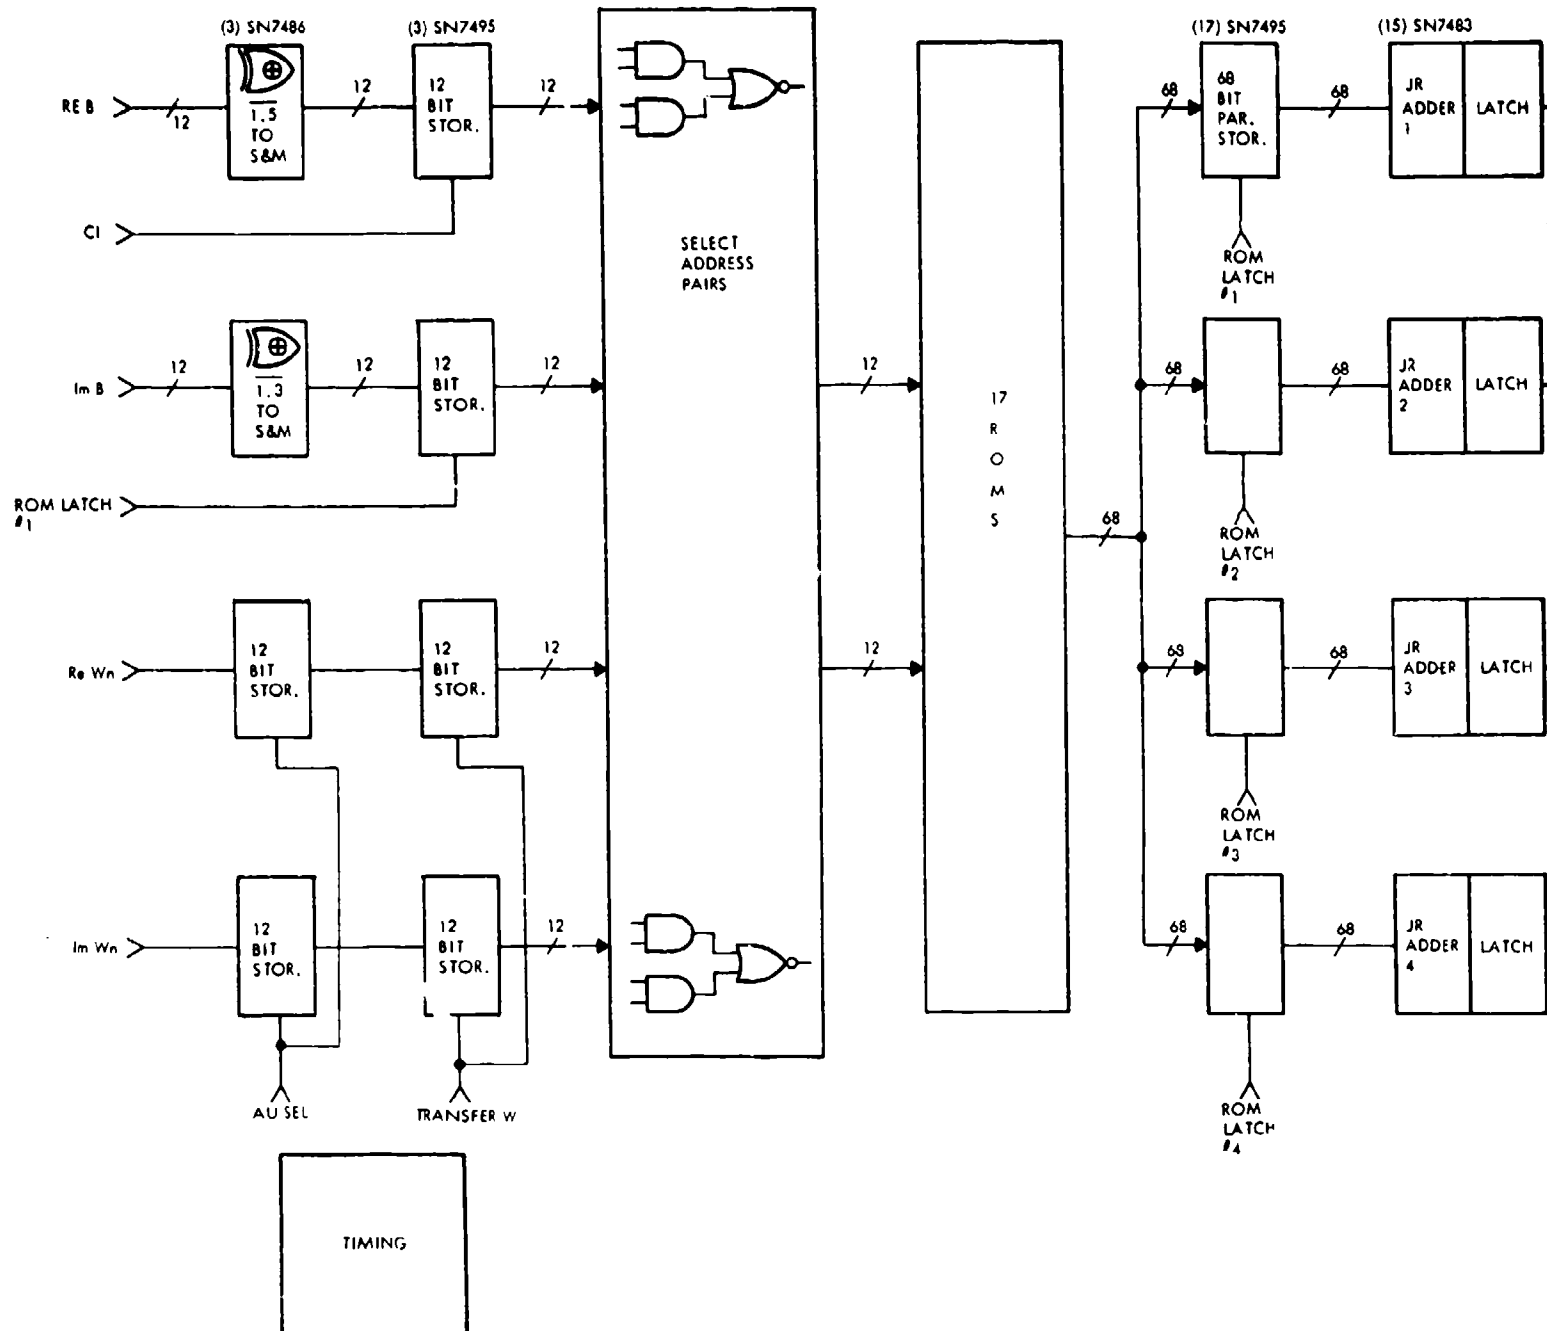 (3) SN7486
(3) SN7495
(17) SN7495
(15) SN7483
RE B
12
1.5
TO
S&M
12
12
BIT
STOR.
12
CI
SELECT
ADDRESS
PAIRS
68
68
BIT
PAR.
STOR.
68
JR
ADDER
1
LATCH
ROM
LATCH
#1
Im B
12
1.3
TO
S&M
12
12
BIT
STOR.
12
12
ROM LATCH
#1
17
R
O
M
S
68
68
68
JR
ADDER
2
LATCH
ROM
LATCH
#2
Re Wn
12
BIT
STOR.
12
BIT
STOR.
12
12
68
68
JR
ADDER
3
LATCH
ROM
LATCH
#3
Im Wn
12
BIT
STOR.
12
BIT
STOR.
12
68
68
JR
ADDER
4
LATCH
ROM
LATCH
#4
AU SEL
TRANSFER W
TIMING